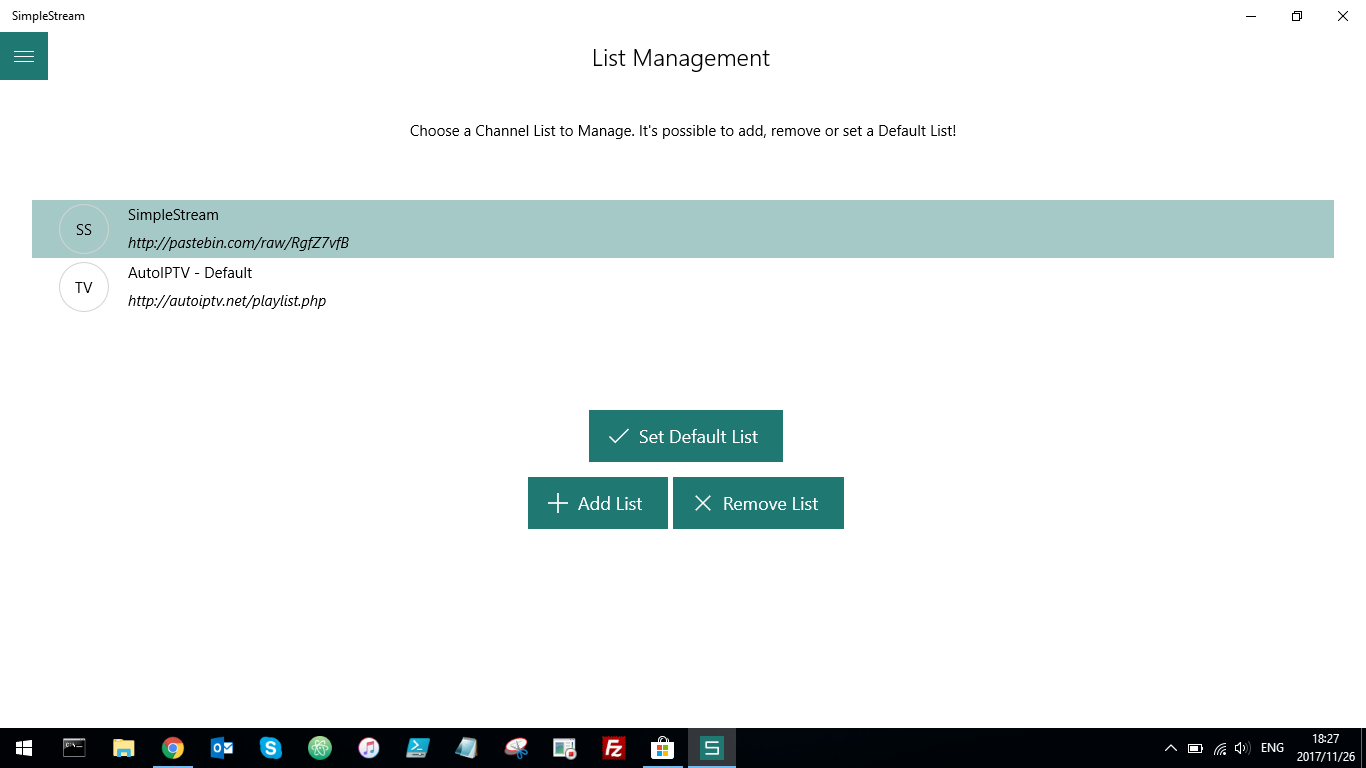 SimpleStream
List Management
Choose a Channel List to Manage. It's possible to add, remove or set a Default List!
SS
SimpleStream
http://pastebin.com/raw/RgfZ7vfB
TV
AutoIPTV - Default
http://autoiptv.net/playlist.php
Set Default List
Add List
Remove List
ENG
18:27
2017/11/26